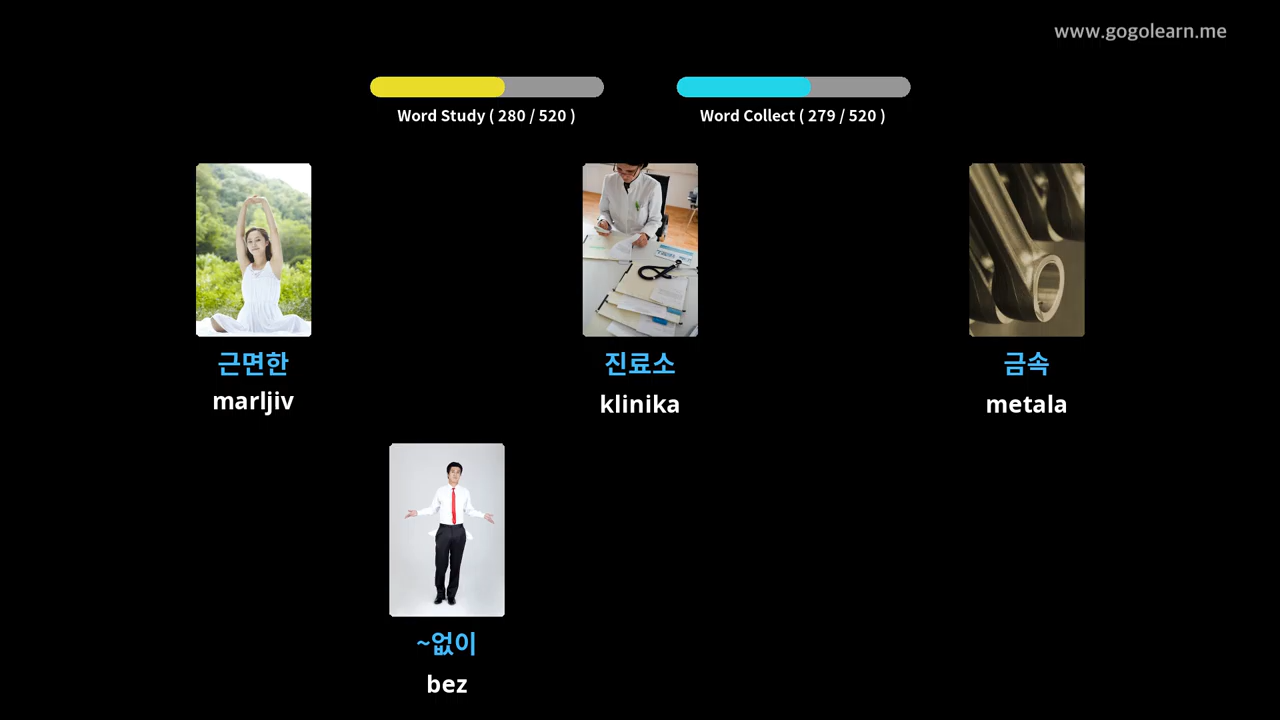 www.gogolearn.me
Word Study ( 280 / 520 )
Word Collect ( 279 / 520 )
근면한
marljiv
진료소
klinika
금속
metala
~없이
bez